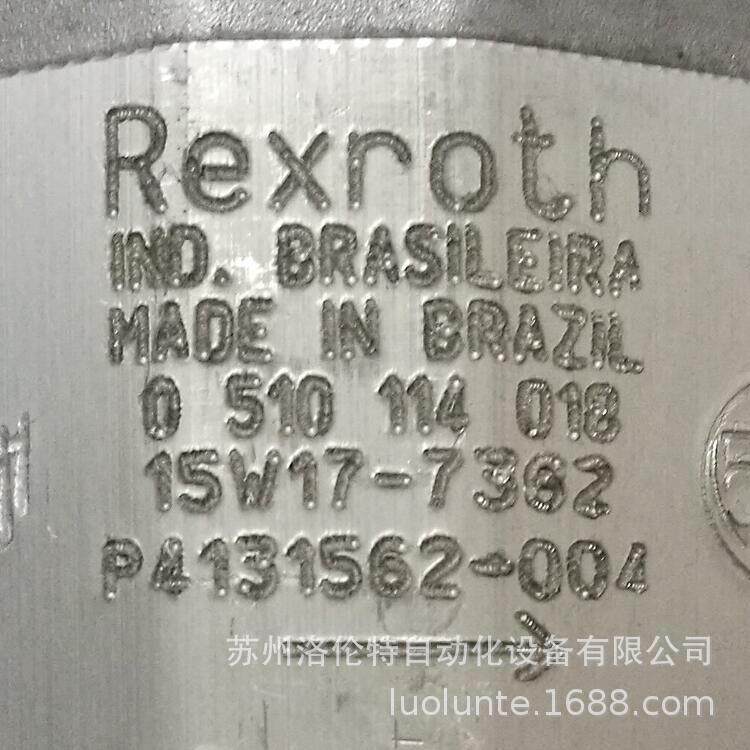 Rexroth
IND. BRASILEIRA
MADE IN BRAZIL
0 510 114 018
15W17-7362
P4131562-004
苏州洛伦特自动化设备有限公司
luolunte.1688.com